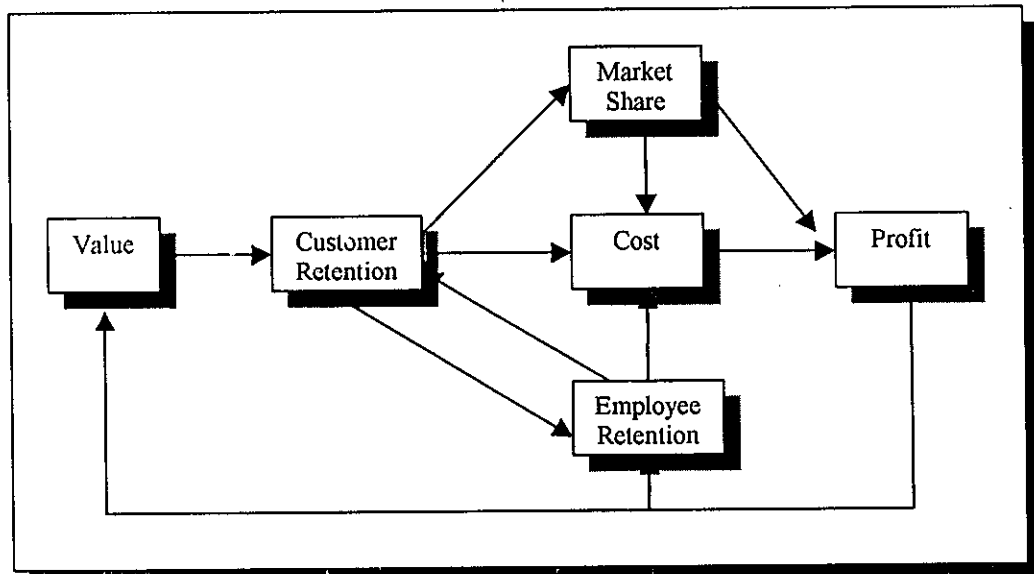 Market
Share
Value
Customer
Retention
Cost
Profit
Employee
Retention